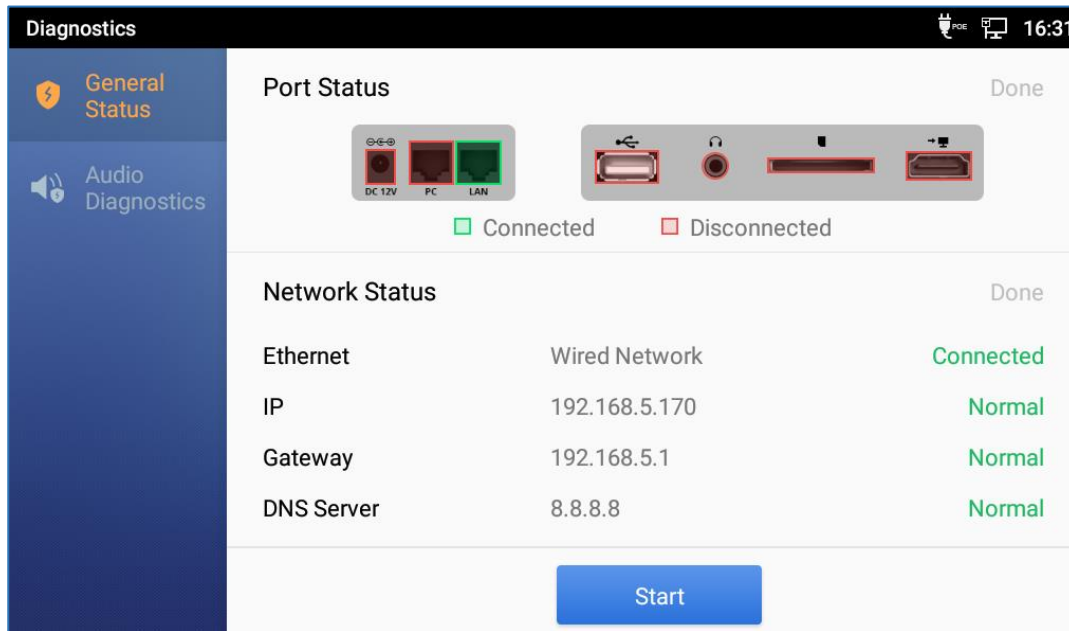 Diagnostics
POE
16:31
General
Status
Audio
Diagnostics
Port Status
Done
DC 12V
PC
LAN
Connected
Disconnected
Network Status
Done
Ethernet Wired Network Connected
IP 192.168.5.170 Normal
Gateway 192.168.5.1 Normal
DNS Server 8.8.8.8 Normal
Start